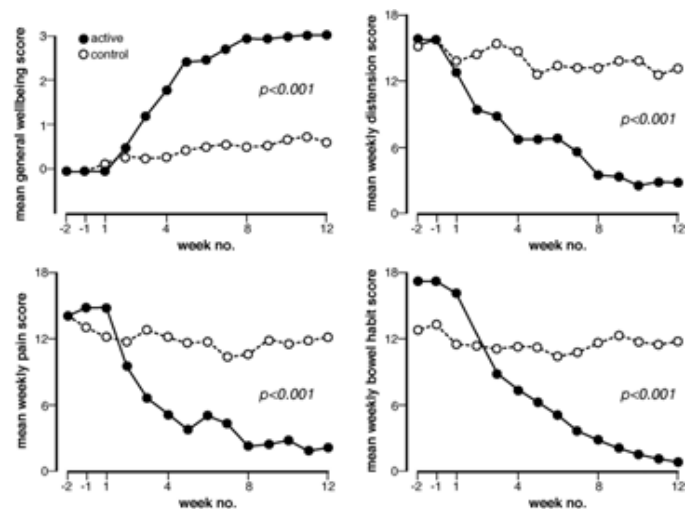 active
control
mean general wellbeing score
3
2
1
0
p<0.001
-2 -1 1 4 8 12
week no.
mean weekly distension score
18
12
6
0
p<0.001
-2 -1 1 4 8 12
week no.
mean weekly pain score
18
12
6
0
p<0.001
-2 -1 1 4 8 12
week no.
mean weekly bowel habit score
18
12
6
0
p<0.001
-2 -1 1 4 8 12
week no.